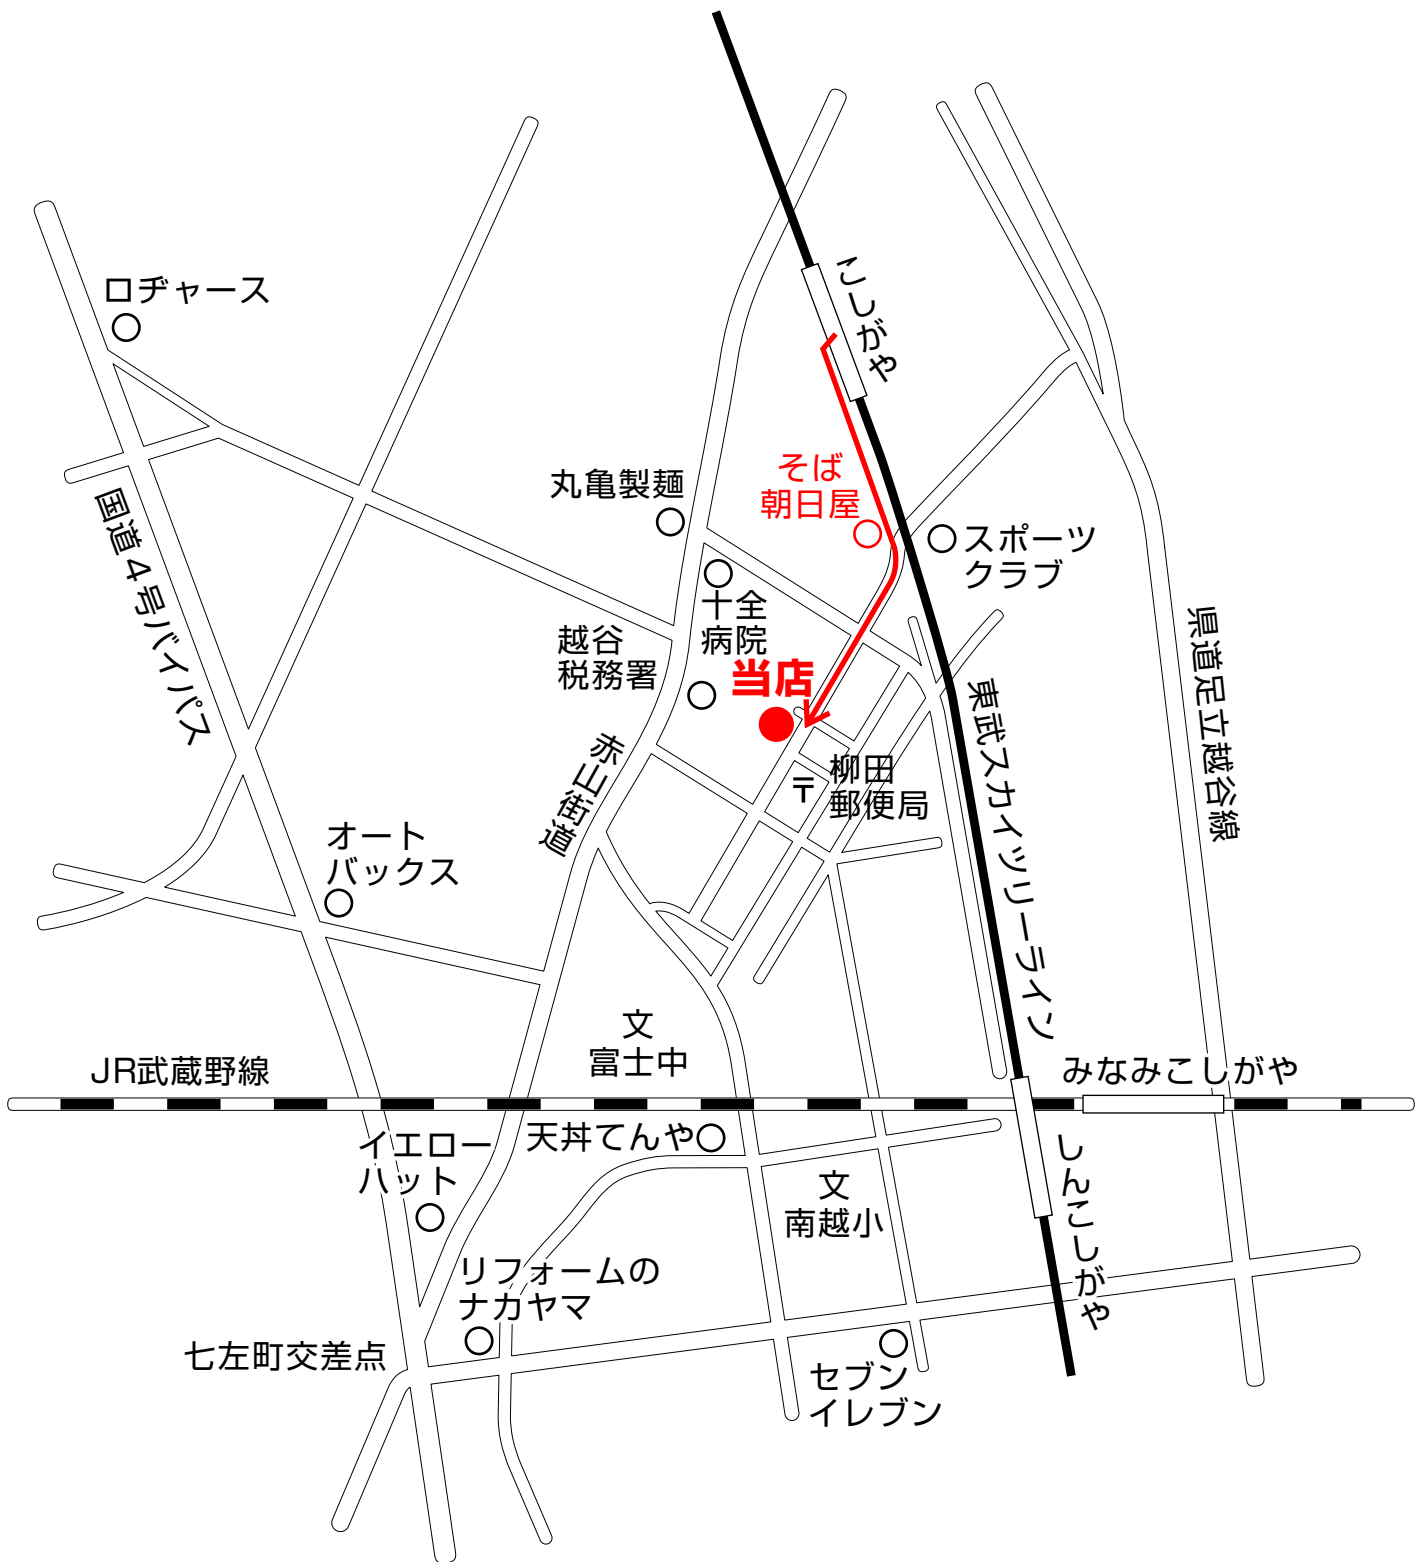 ロヂャース
こしがや
丸亀製麺
そば
朝日屋
スポーツ
クラブ
国道４号バイパス
十全
病院
越谷
税務署
当店
県道足立越谷線
東武スカイツリーライン
赤山街道
〒
柳田
郵便局
オート
バックス
文
富士中
JR武蔵野線
みなみこしがや
イエロー
ハット
天丼てんや
しんこしがや
文
南越小
リフォームの
ナカヤマ
七左町交差点
セブン
イレブン